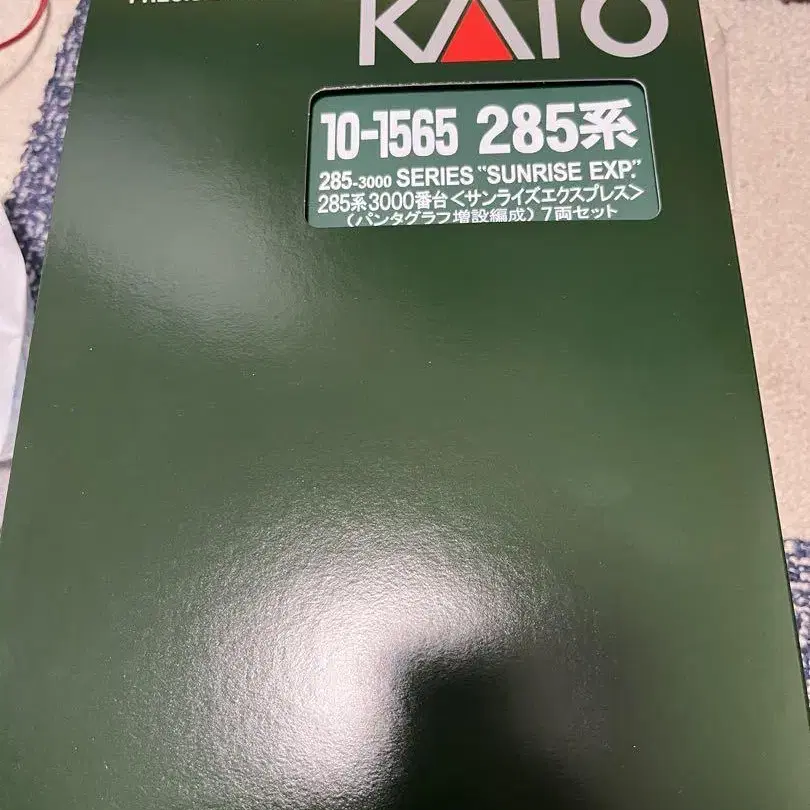 KATO
10-1565 285系
285-3000 SERIES "SUNRISE EXP."
285系3000番台<サンライズエクスプレス>
(パンタグラフ増設編成) 7両セット